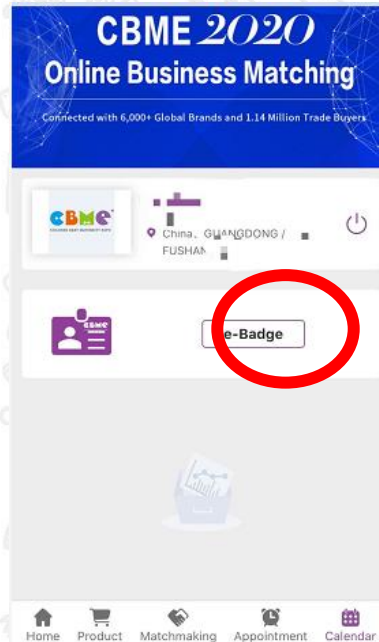 CBME 2020
Online Business Matching
Connected with 6,000+ Global Brands and 1.14 Million Trade Buyers
CBME
China、GUANGDONG /
FUSHAN
CBME
e-Badge
Home Product Matchmaking Appointment Calendar